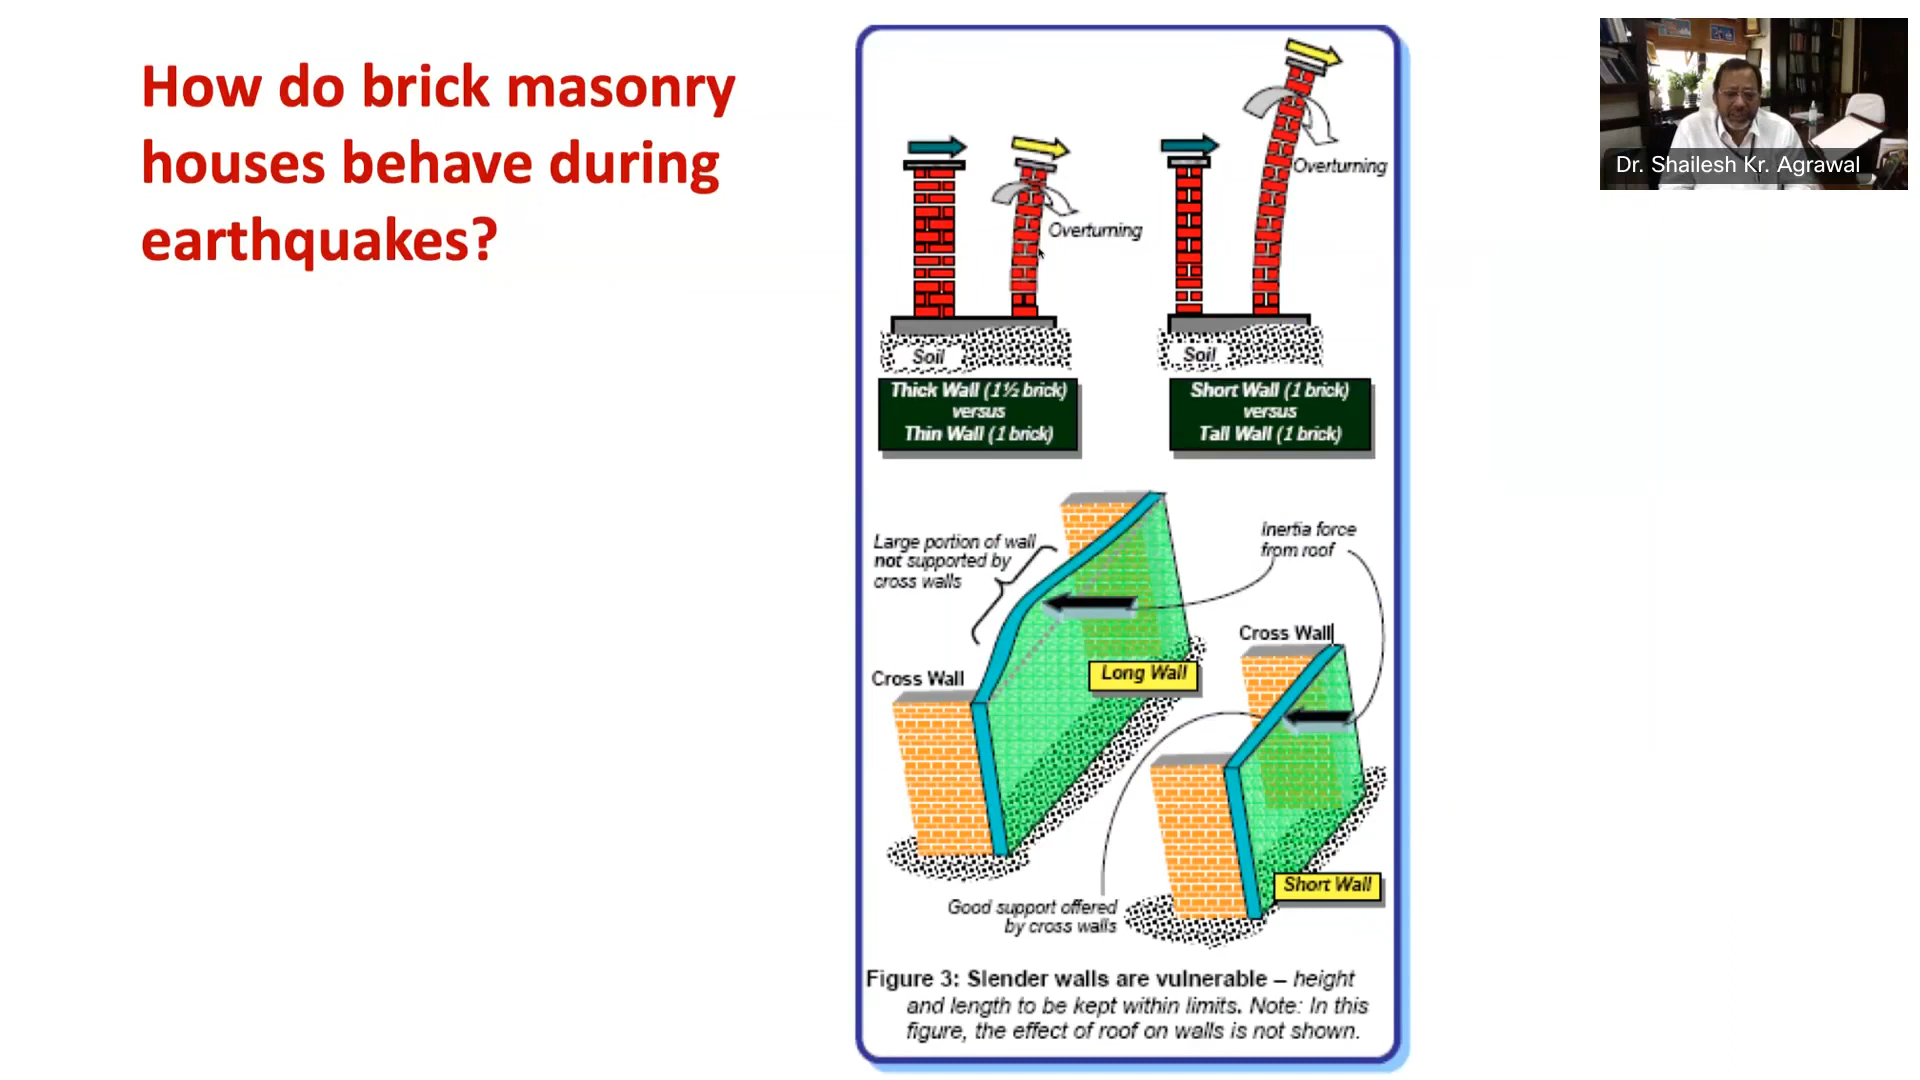 How do brick masonry
houses behave during
earthquakes?
Dr. Shailesh Kr. Agrawal
Overturning
Overturning
Soil
Soil
Thick Wall (1½ brick)
versus
Thin Wall (1 brick)
Short Wall (1 brick)
versus
Tall Wall (1 brick)
Large portion of wall
not supported by
cross walls
Inertia force
from roof
Cross Wall
Long Wall
Cross Wall
Short Wall
Good support offered
by cross walls
Figure 3: Slender walls are vulnerable – height
and length to be kept within limits. Note: In this
figure, the effect of roof on walls is not shown.